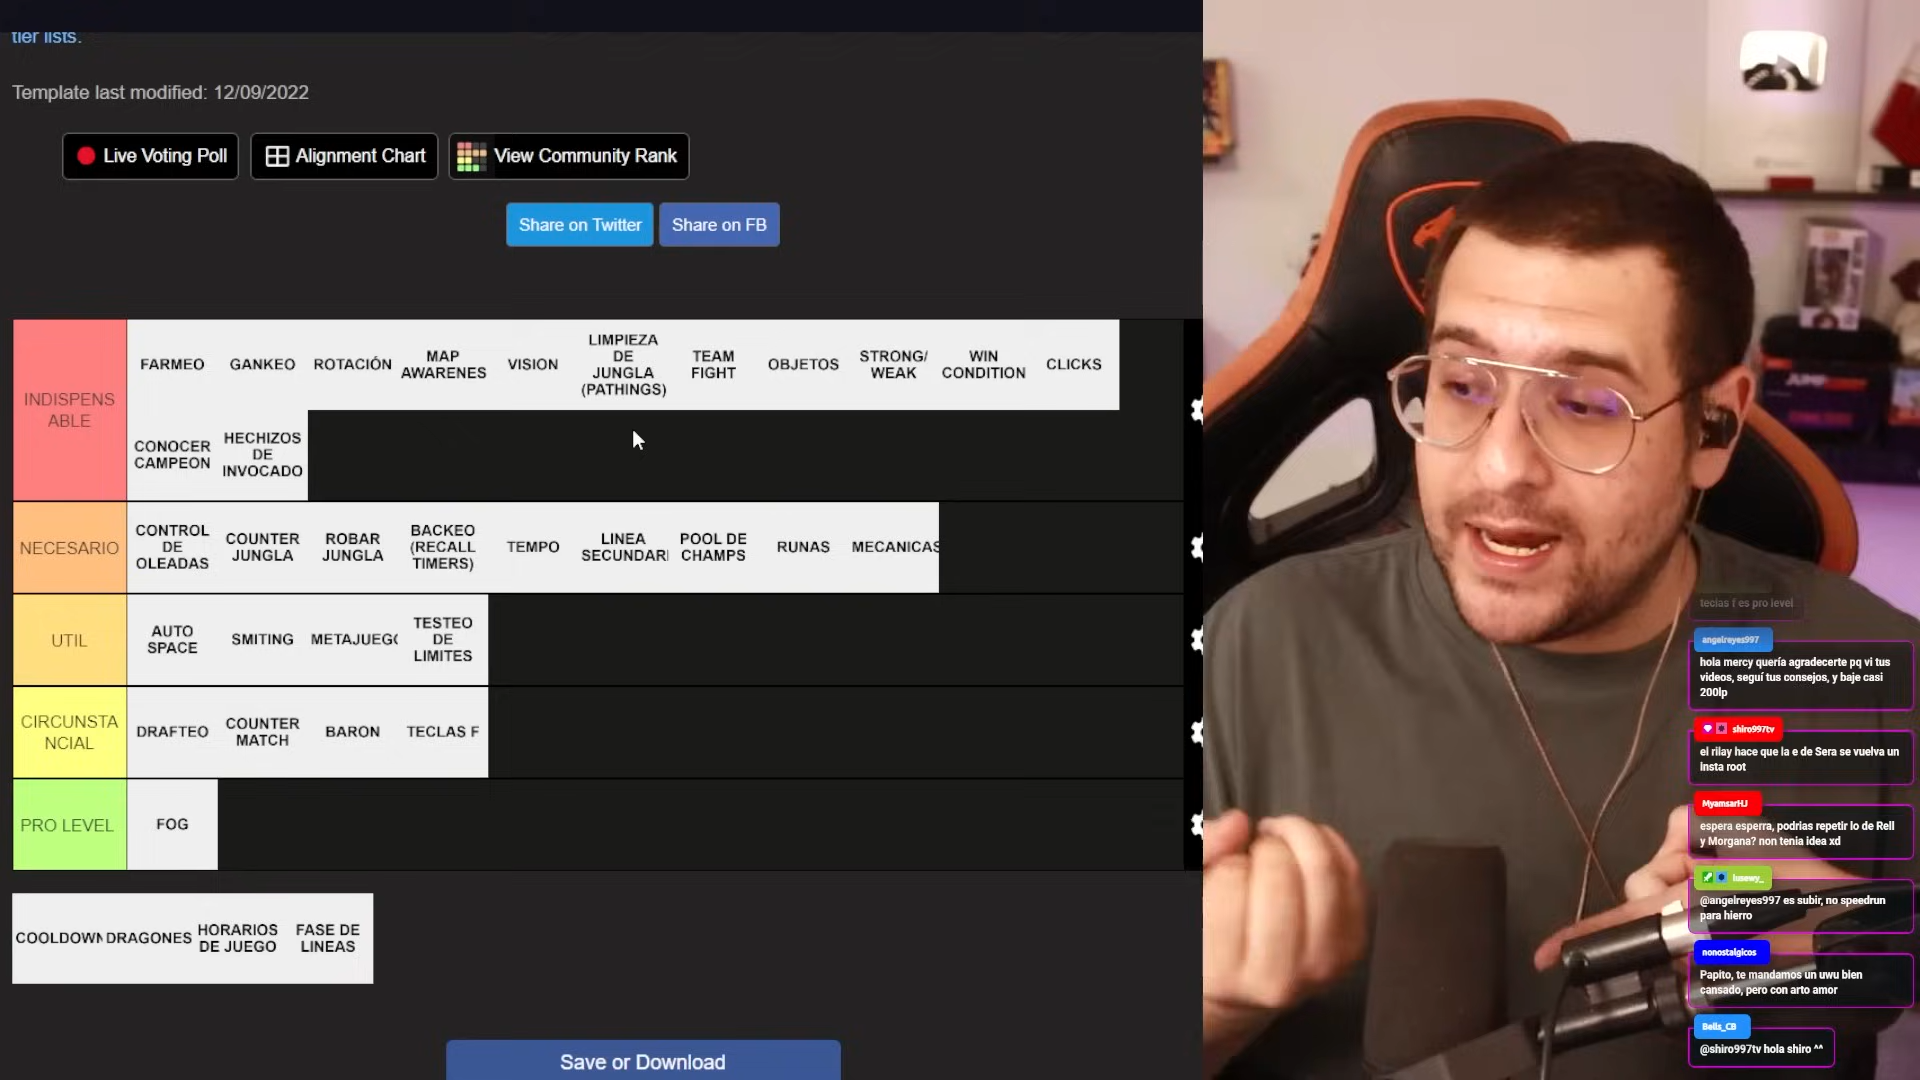 tier lists.
Template last modified: 12/09/2022
Live Voting Poll
Alignment Chart
View Community Rank
Share on Twitter
Share on FB
INDISPENS
ABLE
FARMEO
GANKEO
ROTACIÓN
MAP
AWARENES
VISION
LIMPIEZA
DE
JUNGLA
(PATHINGS)
TEAM
FIGHT
OBJETOS
STRONG/
WEAK
WIN
CONDITION
CLICKS
CONOCER
CAMPEON
HECHIZOS
DE
INVOCADO
NECESARIO
CONTROL
DE
OLEADAS
COUNTER
JUNGLA
ROBAR
JUNGLA
BACKEO
(RECALL
TIMERS)
TEMPO
LINEA
SECUNDARI
POOL DE
CHAMPS
RUNAS
MECANICAS
UTIL
AUTO
SPACE
SMITING
METAJUEGO
TESTEO
DE
LIMITES
CIRCUNSTA
NCIAL
DRAFTEO
COUNTER
MATCH
BARON
TECLAS F
PRO LEVEL
FOG
COOLDOWN
DRAGONES
HORARIOS
DE JUEGO
FASE DE
LINEAS
Save or Download
teclas f es pro level
angelreyes997
hola mercy quería agradecerte pq vi tus
videos, seguí tus consejos, y baje casi
200lp
shiro997tv
el rilay hace que la e de Sera se vuelva un
insta root
MyamsarHJ
espera esperra, podrias repetir lo de Rell
y Morgana? non tenia idea xd
lusewy_
@angelreyes997 es subir, no speedrun
para hierro
nonostalgicos
Papito, te mandamos un uwu bien
cansado, pero con arto amor
Bells_CB
@shiro997tv hola shiro ^^